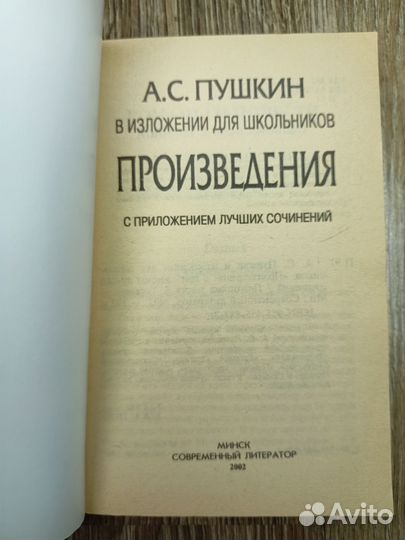 А.С. ПУШКИН
В ИЗЛОЖЕНИИ ДЛЯ ШКОЛЬНИКОВ
ПРОИЗВЕДЕНИЯ
С ПРИЛОЖЕНИЕМ ЛУЧШИХ СОЧИНЕНИЙ
МИНСК
СОВРЕМЕННЫЙ ЛИТЕРАТОР
2002
Avito